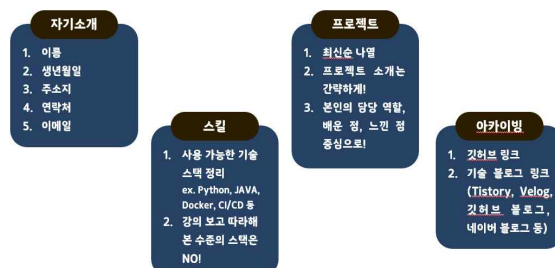 자기소개
1. 이름
2. 생년월일
3. 주소지
4. 연락처
5. 이메일
스킬
1. 사용 가능한 기술
스택 정리
ex. Python, JAVA,
Docker, CI/CD 등
2. 강의 보고 따라해
본 수준의 스택은
NO!
프로젝트
1. 최신순 나열
2. 프로젝트 소개는
간략하게!
3. 본인의 담당 역할,
배운 점, 느낀 점
중심으로!
아카이빙
1. 깃허브 링크
2. 기술 블로그 링크
(Tistory, Velog,
깃허브 블로그,
네이버 블로그 등)